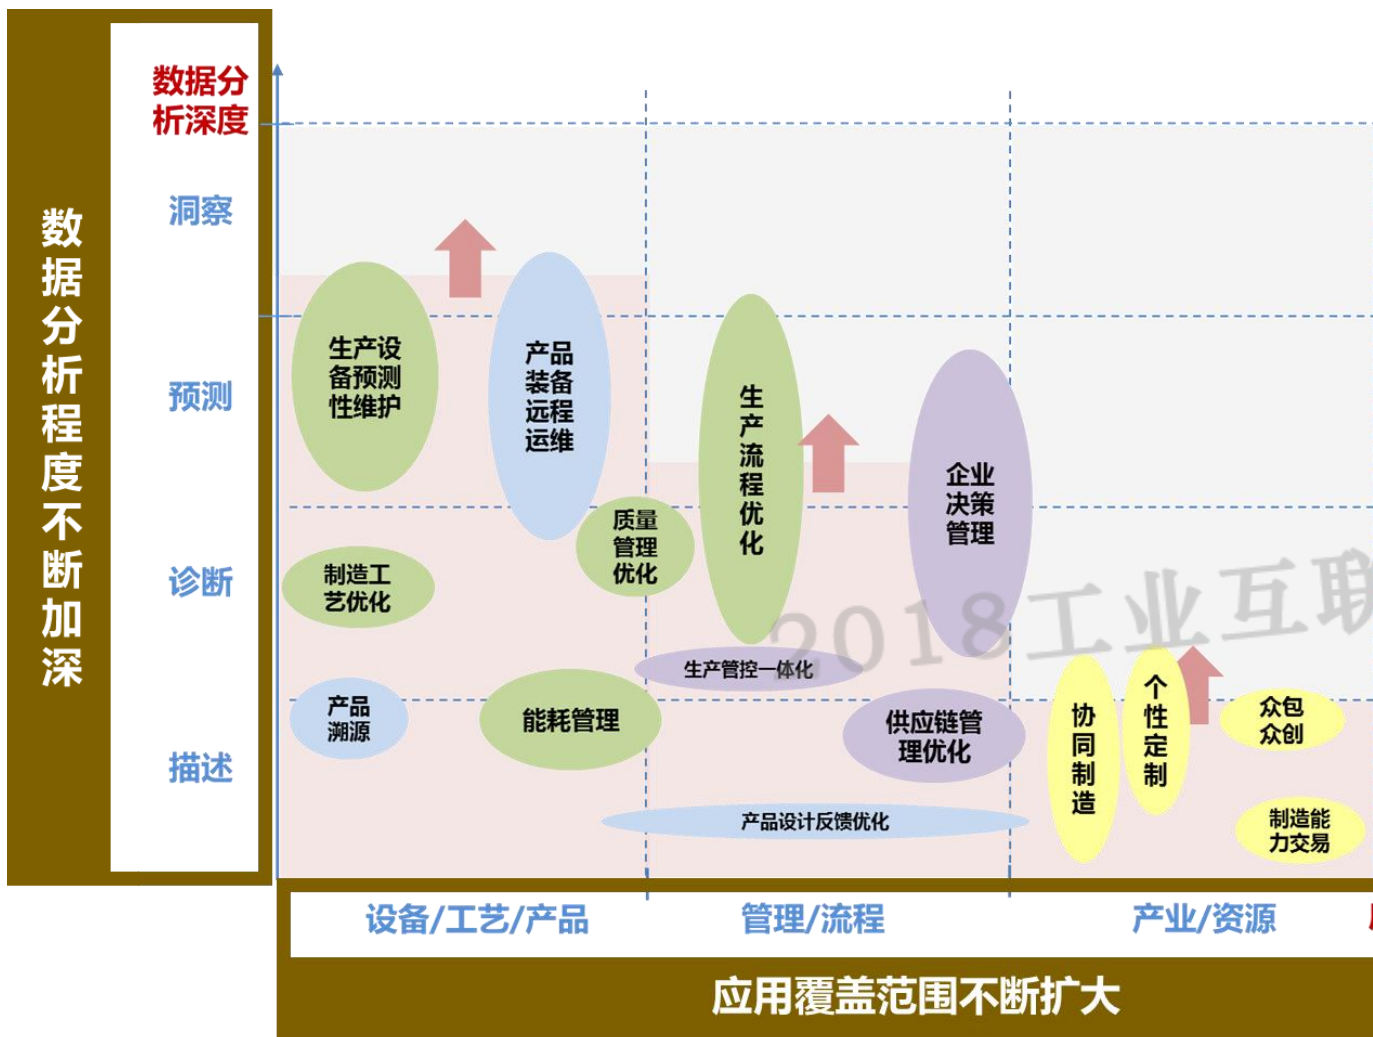 数据分析程度不断加深
数据分
析深度
洞察
预测
诊断
描述
生产设
备预测
性维护
产品
装备
远程
运维
质量
管理
优化
制造工
艺优化
产品
溯源
能耗管理
生产流程优化
企业
决策
管理
生产管控一体化
供应链管
理优化
产品设计反馈优化
协同制造
个性定制
众包
众创
制造能
力交易
2018工业互联
设备/工艺/产品
管理/流程
产业/资源
应用覆盖范围不断扩大